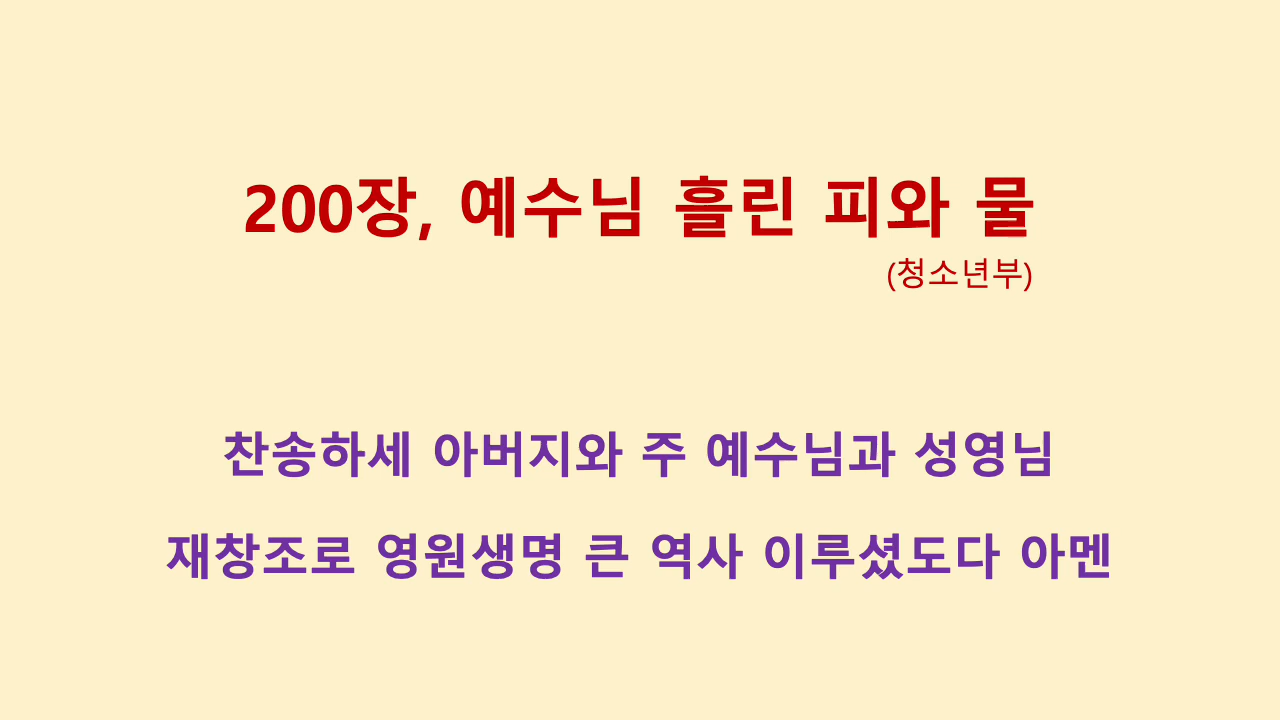 200장, 예수님 흘린 피와 물
(청소년부)
찬송하세 아버지와 주 예수님과 성영님
재창조로 영원생명 큰 역사 이루셨도다 아멘